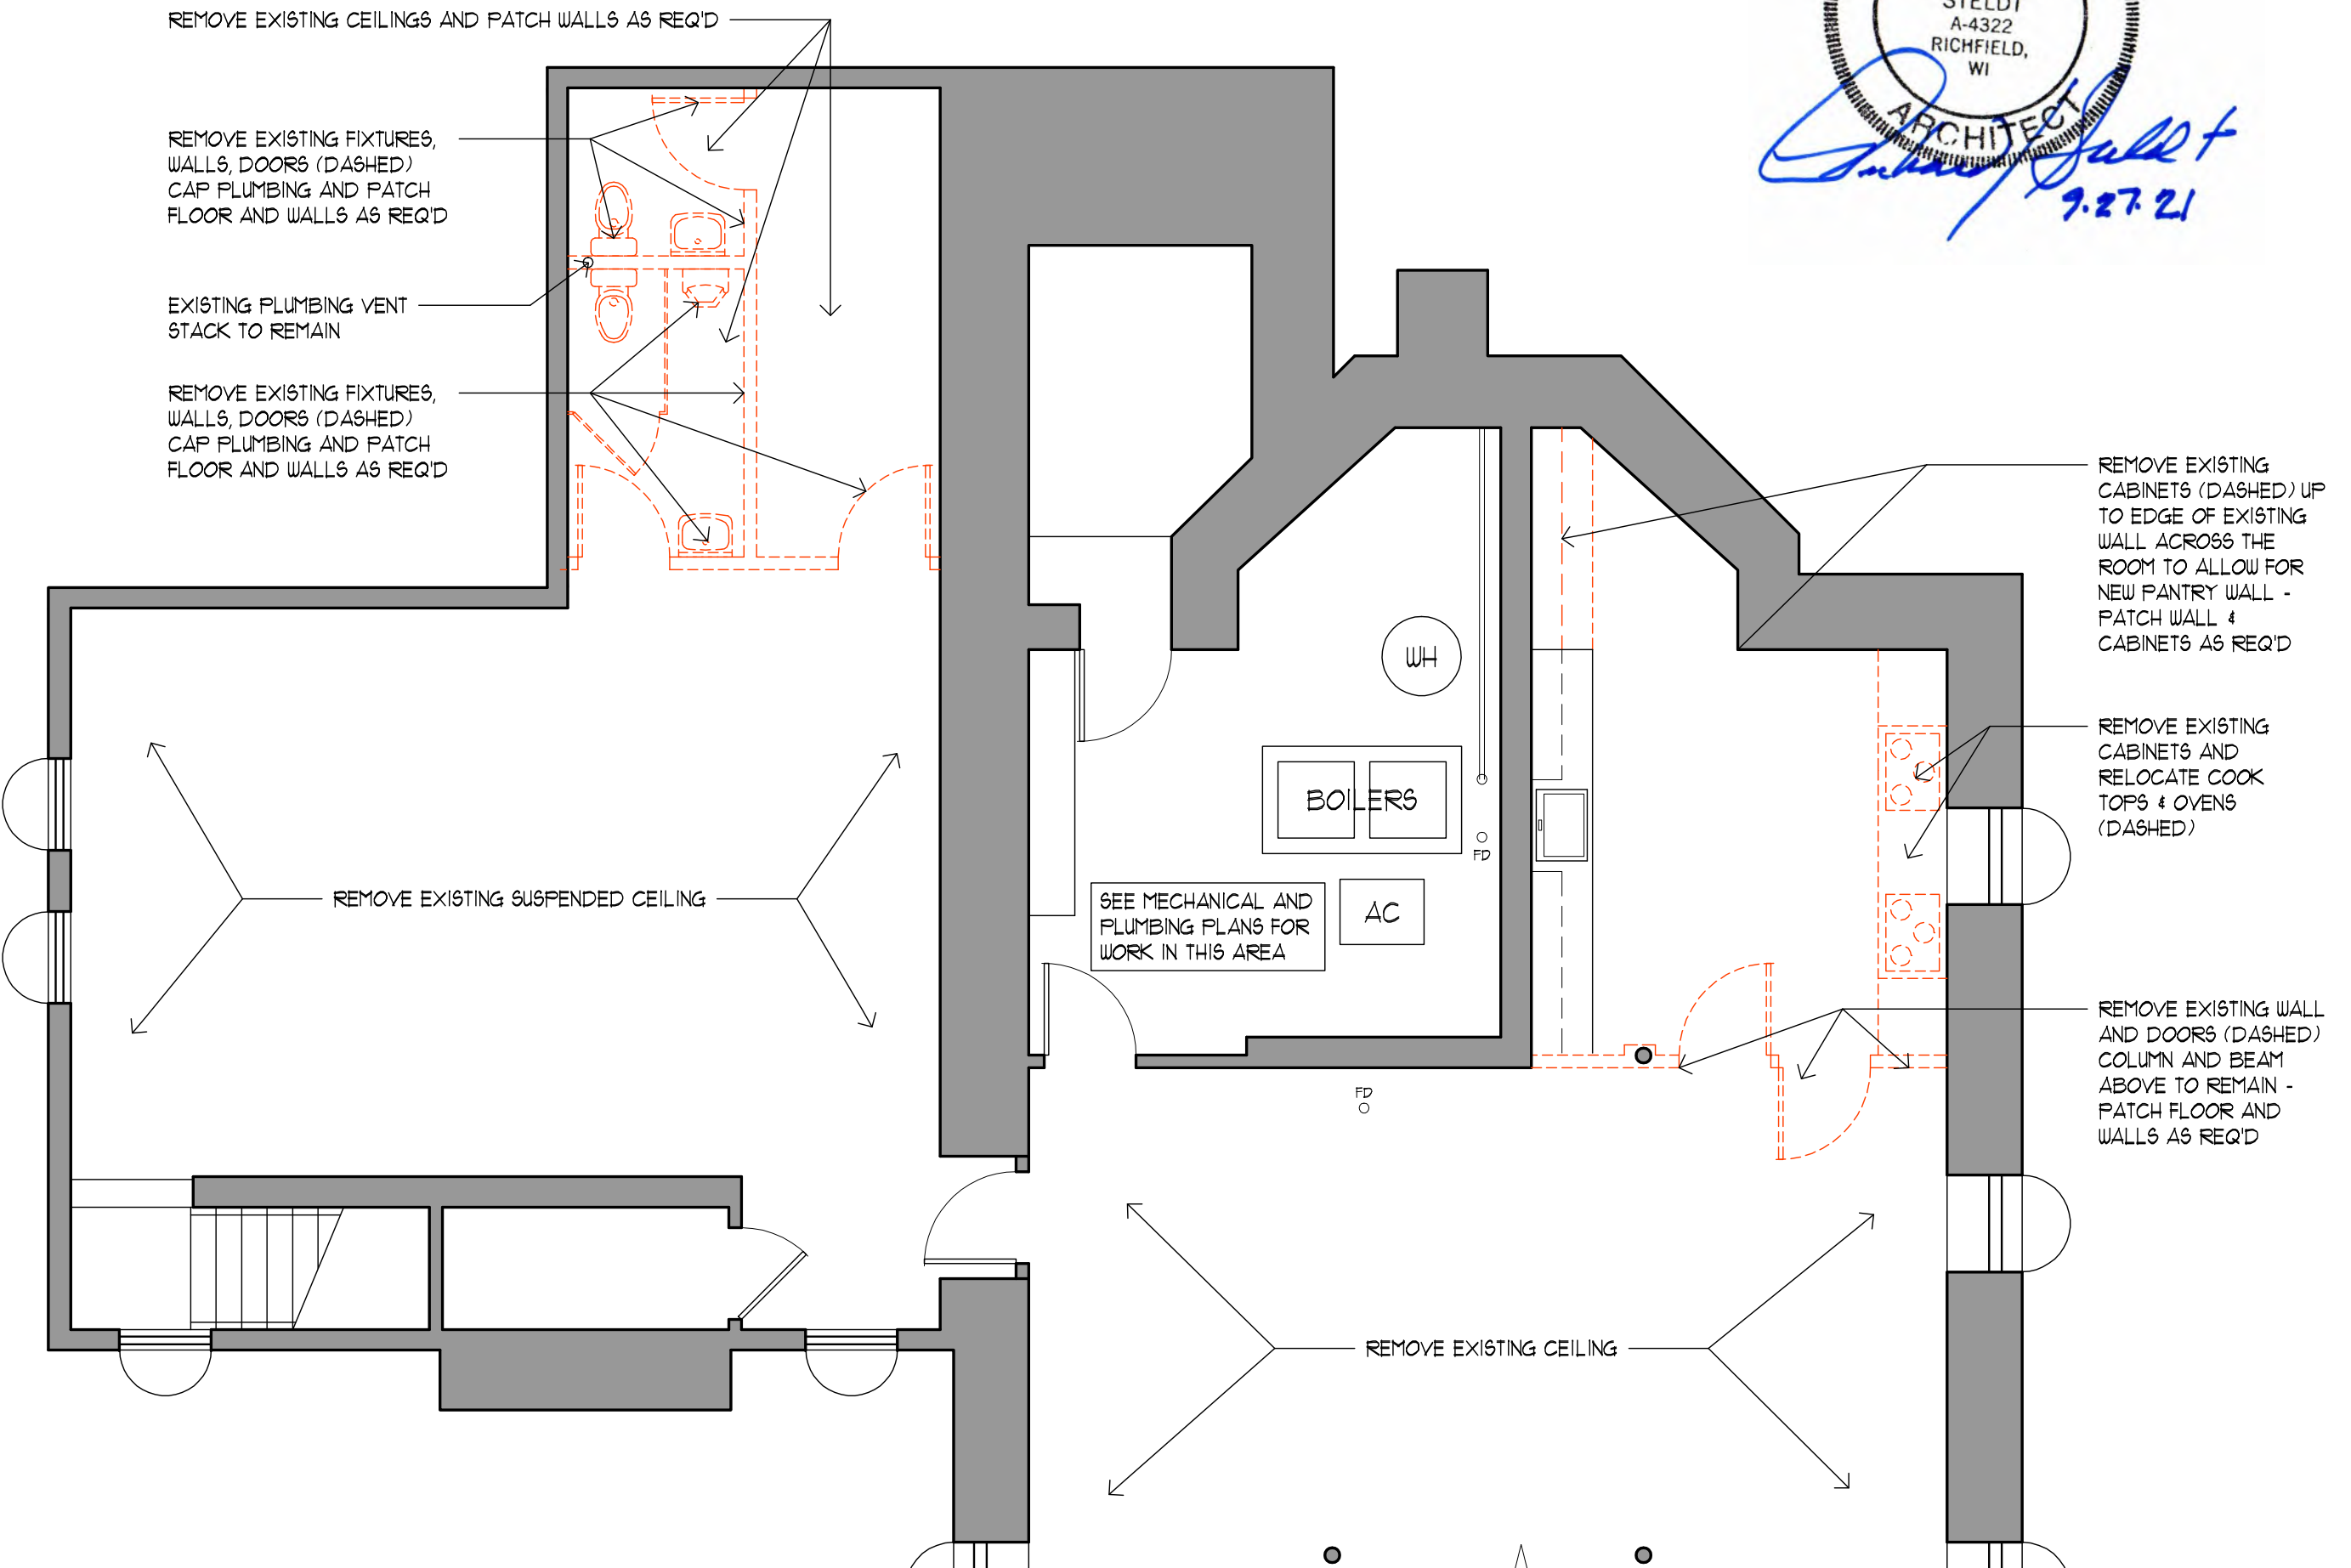 REMOVE EXISTING CEILINGS AND PATCH WALLS AS REQ'D
STELDT
A-4322
RICHFIELD,
WI
ARCHITECT
9.27.21
REMOVE EXISTING FIXTURES,
WALLS, DOORS (DASHED)
CAP PLUMBING AND PATCH
FLOOR AND WALLS AS REQ'D
EXISTING PLUMBING VENT
STACK TO REMAIN
REMOVE EXISTING FIXTURES,
WALLS, DOORS (DASHED)
CAP PLUMBING AND PATCH
FLOOR AND WALLS AS REQ'D
REMOVE EXISTING
CABINETS (DASHED) UP
TO EDGE OF EXISTING
WALL ACROSS THE
ROOM TO ALLOW FOR
NEW PANTRY WALL -
PATCH WALL &
CABINETS AS REQ'D
WH
REMOVE EXISTING
CABINETS AND
RELOCATE COOK
TOPS & OVENS
(DASHED)
BOILERS
FD
REMOVE EXISTING SUSPENDED CEILING
SEE MECHANICAL AND
PLUMBING PLANS FOR
WORK IN THIS AREA
AC
REMOVE EXISTING WALL
AND DOORS (DASHED)
COLUMN AND BEAM
ABOVE TO REMAIN -
PATCH FLOOR AND
WALLS AS REQ'D
FD
REMOVE EXISTING CEILING